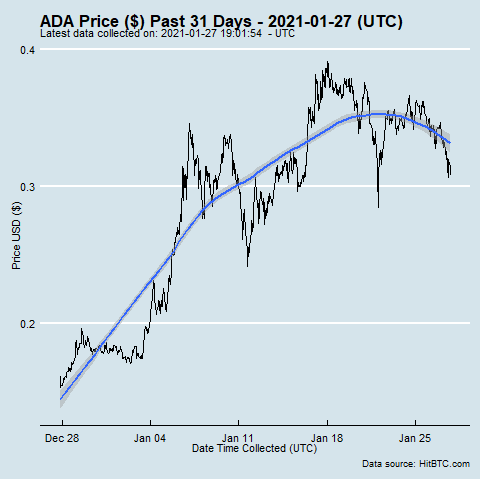 ADA Price ($) Past 31 Days - 2021-01-27 (UTC)
Latest data collected on: 2021-01-27 19:01:54 - UTC
0.4
0.3
0.2
Price USD ($)
Dec 28
Jan 04
Jan 11
Jan 18
Jan 25
Date Time Collected (UTC)
Data source: HitBTC.com